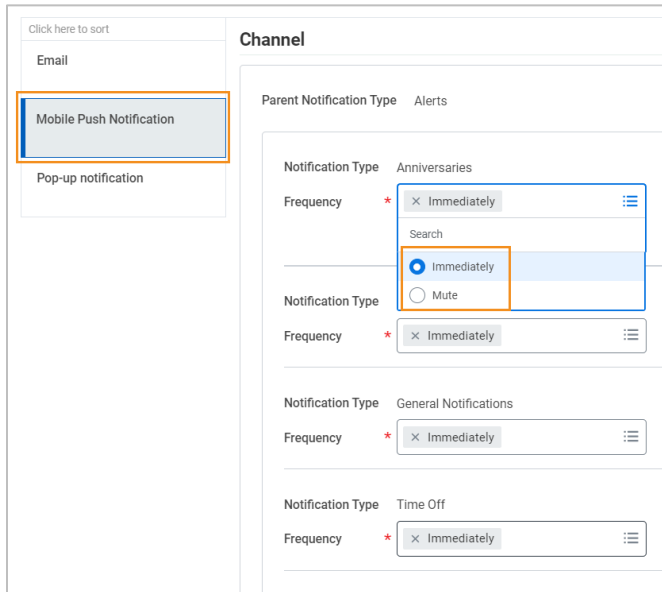 Click here to sort
Email
Mobile Push Notification
Pop-up notification
Channel
Parent Notification Type Alerts
Notification Type Anniversaries
Frequency * × Immediately
Search
Immediately
Mute
Notification Type
Frequency * × Immediately
Notification Type General Notifications
Frequency * × Immediately
Notification Type Time Off
Frequency * × Immediately